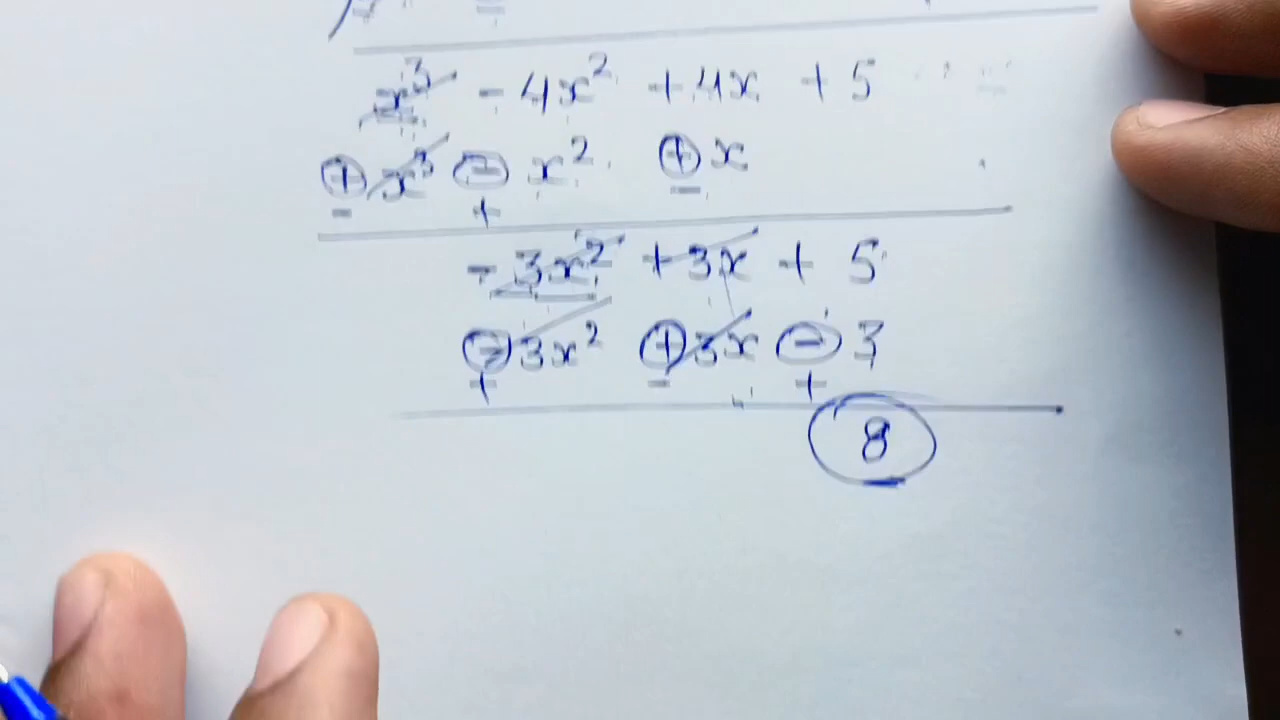 x³ - 4x² + 4x + 5
⊕ x³ ⊖ x² ⊕ x
- + -
- 3x² + 3x + 5
⊖ 3x² ⊕ 3x ⊖ 3
+ - +
8